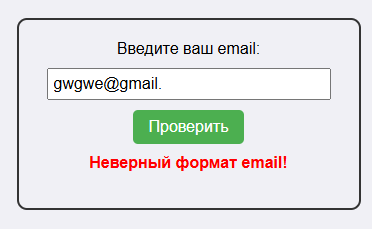 Введите ваш email:
gwgwe@gmail.
Проверить
Неверный формат email!